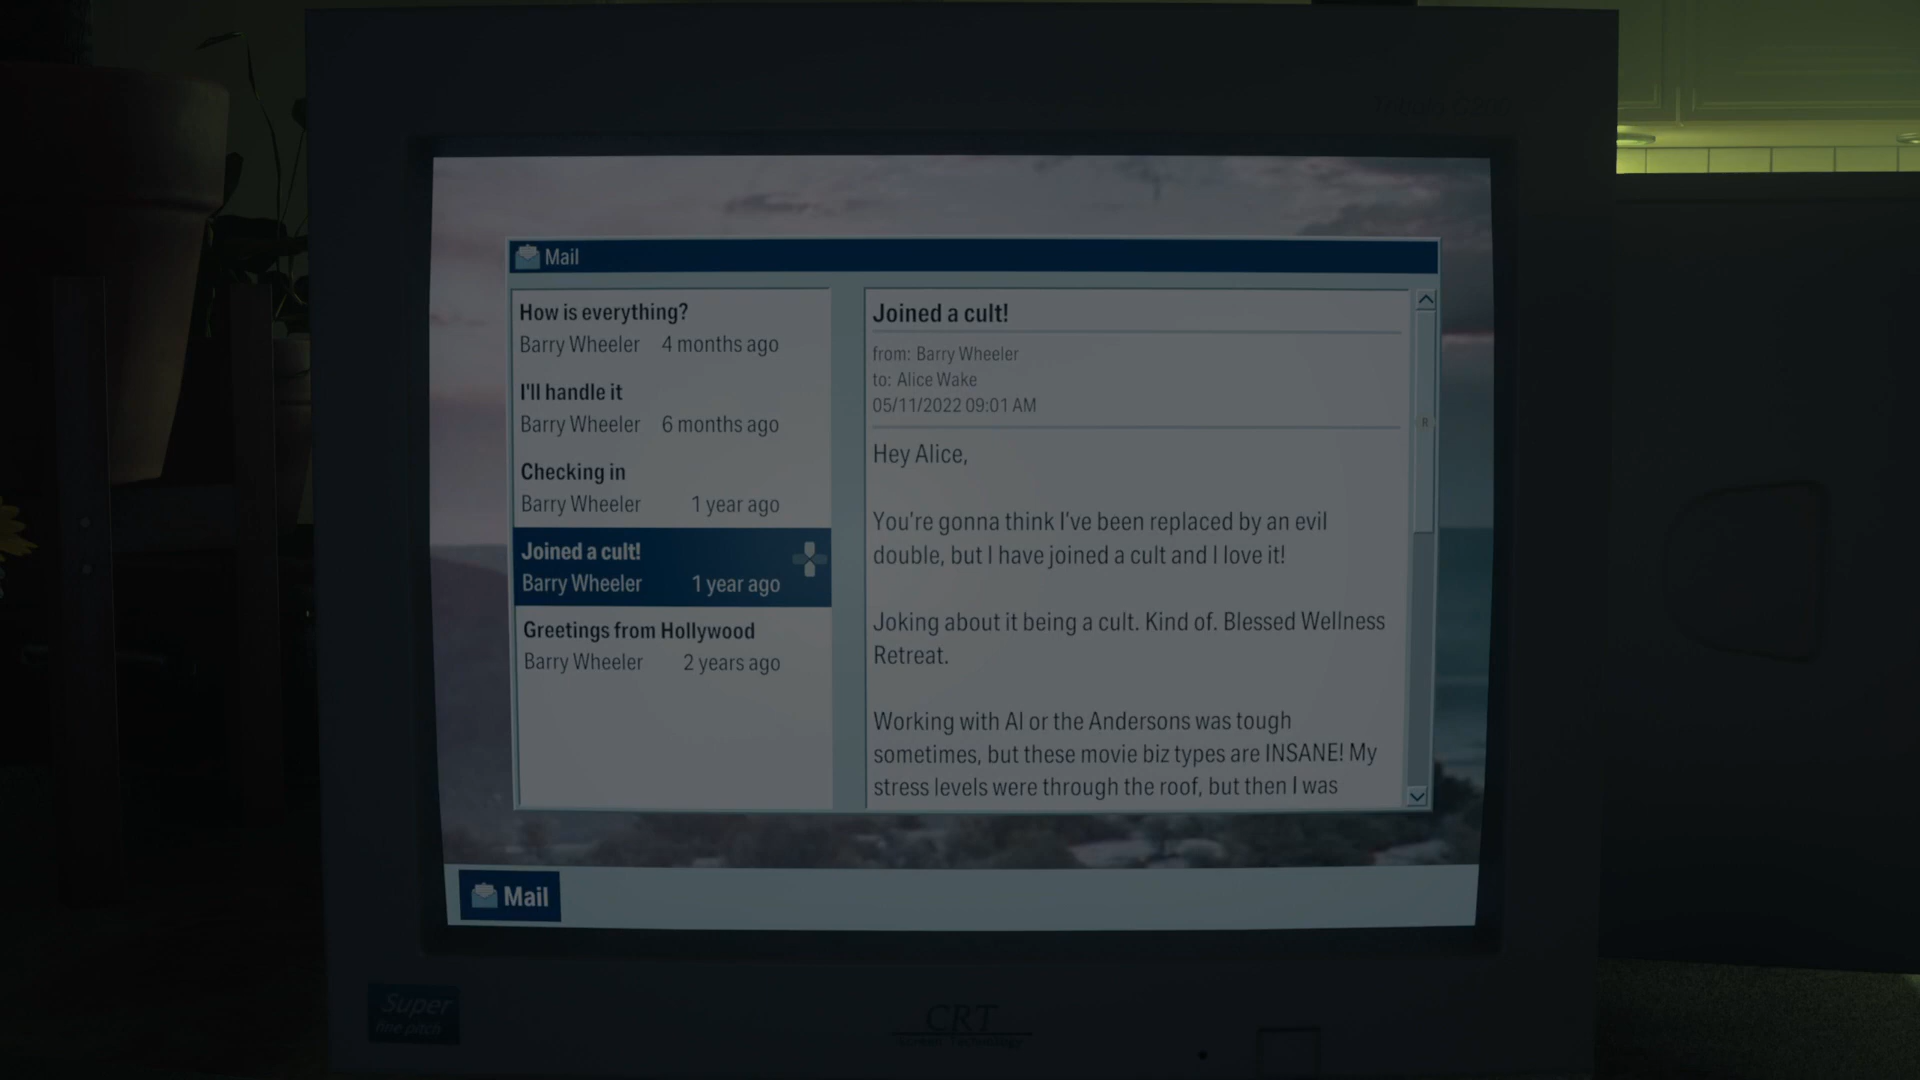 Mail
How is everything?
Barry Wheeler 4 months ago
I'll handle it
Barry Wheeler 6 months ago
Checking in
Barry Wheeler 1 year ago
Joined a cult!
Barry Wheeler 1 year ago
Greetings from Hollywood
Barry Wheeler 2 years ago
Joined a cult!
from: Barry Wheeler
to: Alice Wake
05/11/2022 09:01 AM
Hey Alice,
You're gonna think I've been replaced by an evil
double, but I have joined a cult and I love it!
Joking about it being a cult. Kind of. Blessed Wellness
Retreat.
Working with Al or the Andersons was tough
sometimes, but these movie biz types are INSANE! My
stress levels were through the roof, but then I was
R
Mail
Super
fine pitch
CRT
Screen Technology